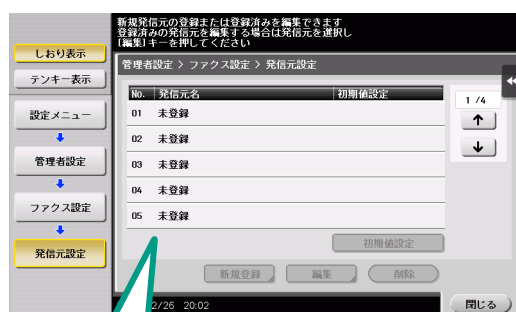 新規発信元の登録または登録済みを編集できます
登録済みの発信元を編集する場合は発信元を選択し
[編集]キーを押してください
しおり表示
テンキー表示
設定メニュー
管理者設定
ファクス設定
発信元設定
管理者設定 > ファクス設定 > 発信元設定
No. 発信元名 初期値設定
01 未登録
02 未登録
03 未登録
04 未登録
05 未登録
1 /4
初期値設定
新規登録 編集 削除
2/26 20:02
閉じる